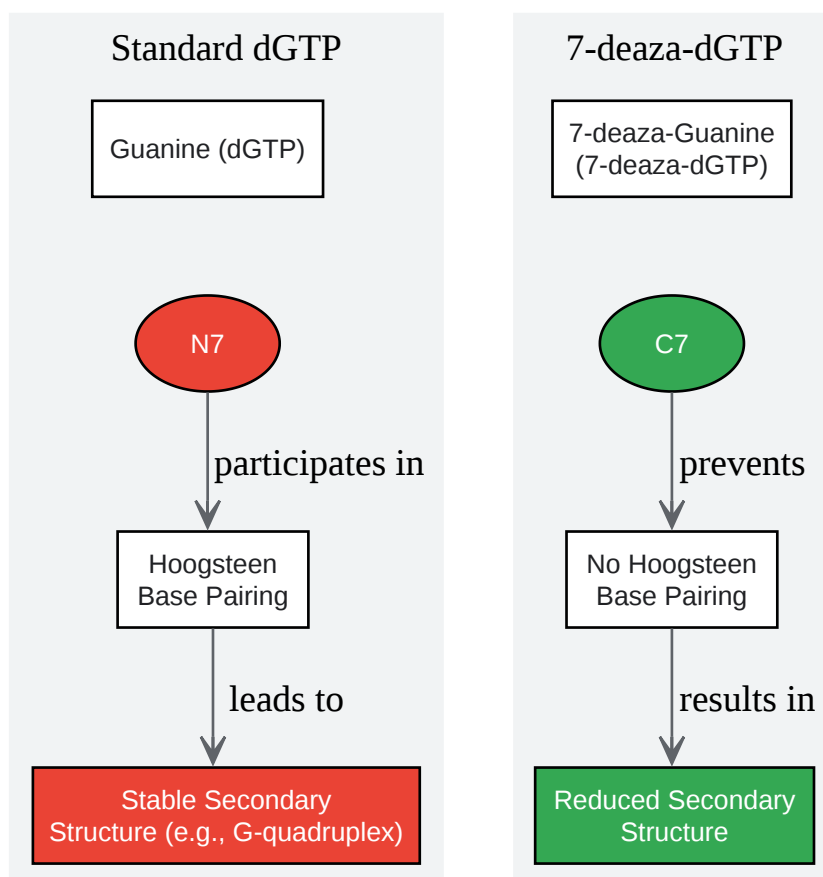 Standard dGTP
Guanine (dGTP)
N7
participates in
Hoogsteen
Base Pairing
leads to
Stable Secondary
Structure (e.g., G-quadruplex)
7-deaza-dGTP
7-deaza-Guanine
(7-deaza-dGTP)
C7
prevents
No Hoogsteen
Base Pairing
results in
Reduced Secondary
Structure